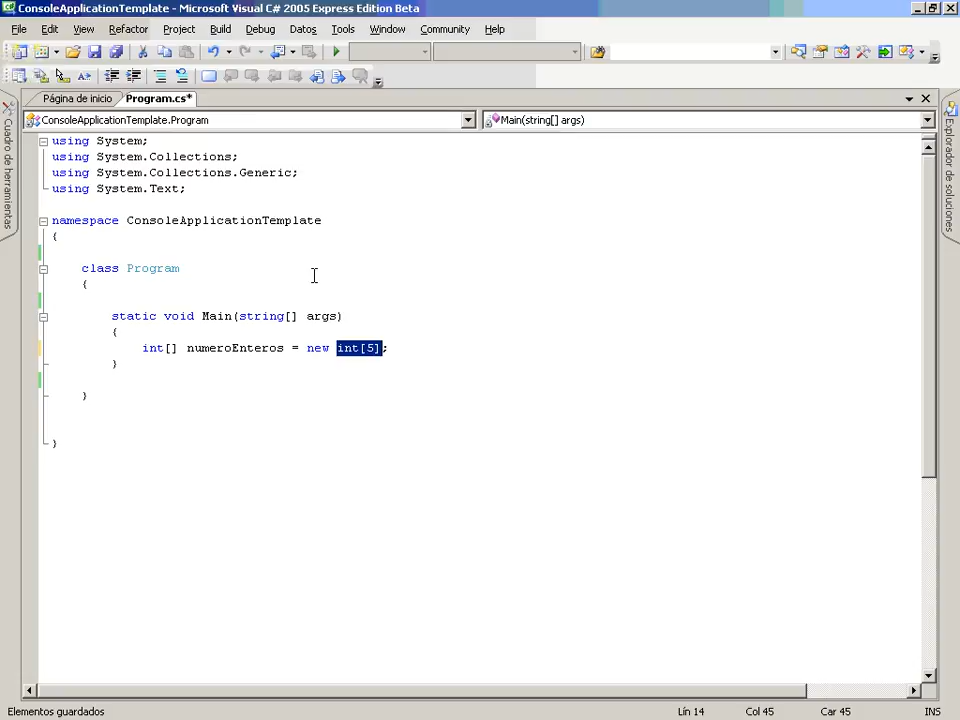 ConsoleApplicationTemplate - Microsoft Visual C# 2005 Express Edition Beta
File Edit View Refactor Project Build Debug Datos Tools Window Community Help
Página de inicio Program.cs*
ConsoleApplicationTemplate.Program Main(string[] args)
Cuadro de herramientas
Explorador de soluciones
using System;
using System.Collections;
using System.Collections.Generic;
using System.Text;
namespace ConsoleApplicationTemplate
{
class Program
{
static void Main(string[] args)
{
int[] numeroEnteros = new int[5];
}
}
}
Elementos guardados Lín 14 Col 45 Car 45 INS